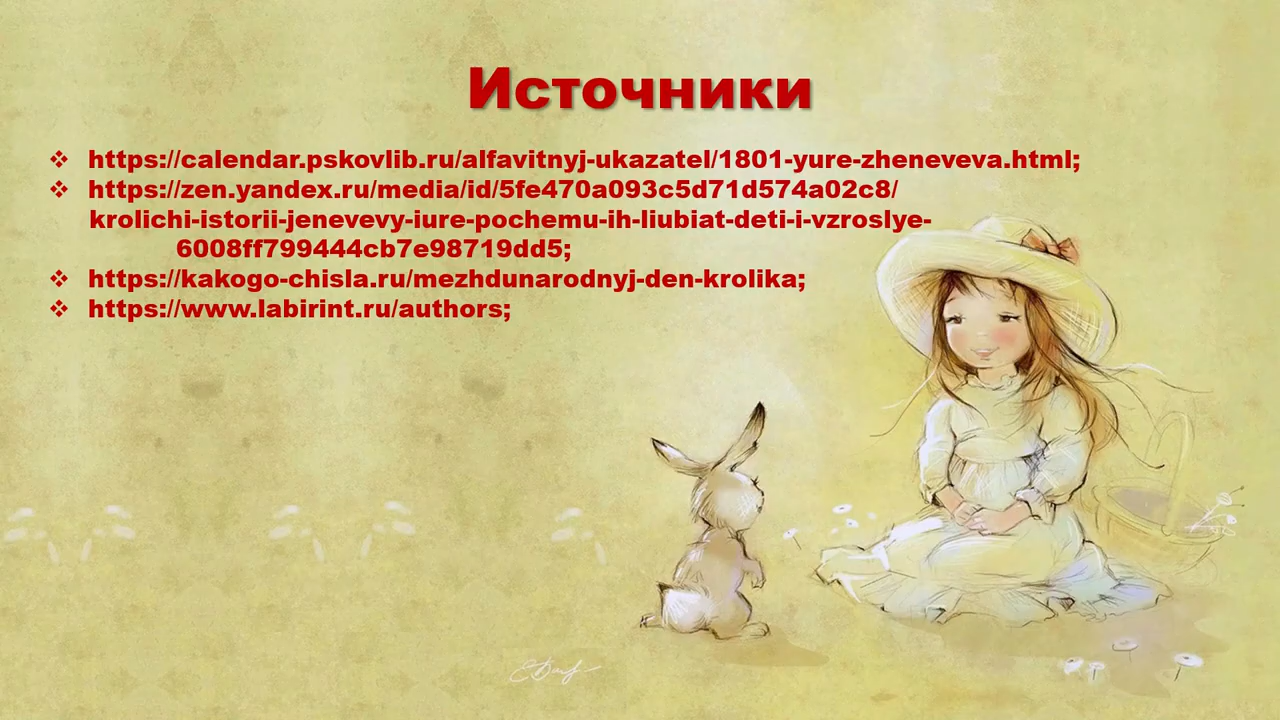 Источники
❖ https://calendar.pskovlib.ru/alfavitnyj-ukazatel/1801-yure-zheneveva.html;
❖ https://zen.yandex.ru/media/id/5fe470a093c5d71d574a02c8/
krolichi-istorii-jenevevy-iure-pochemu-ih-liubiat-deti-i-vzroslye-
6008ff799444cb7e98719dd5;
❖ https://kakogo-chisla.ru/mezhdunarodnyj-den-krolika;
❖ https://www.labirint.ru/authors;